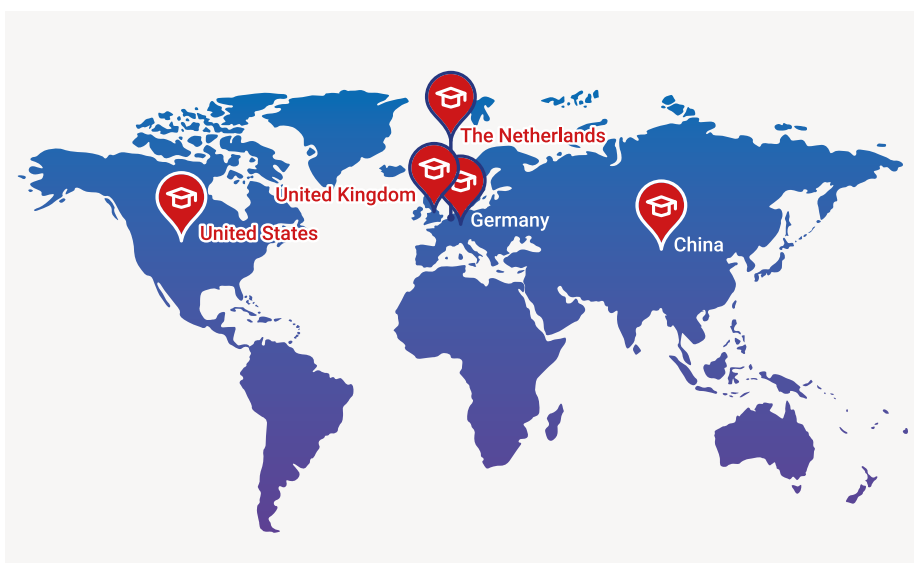 The Netherlands
United Kingdom
Germany
United States
China